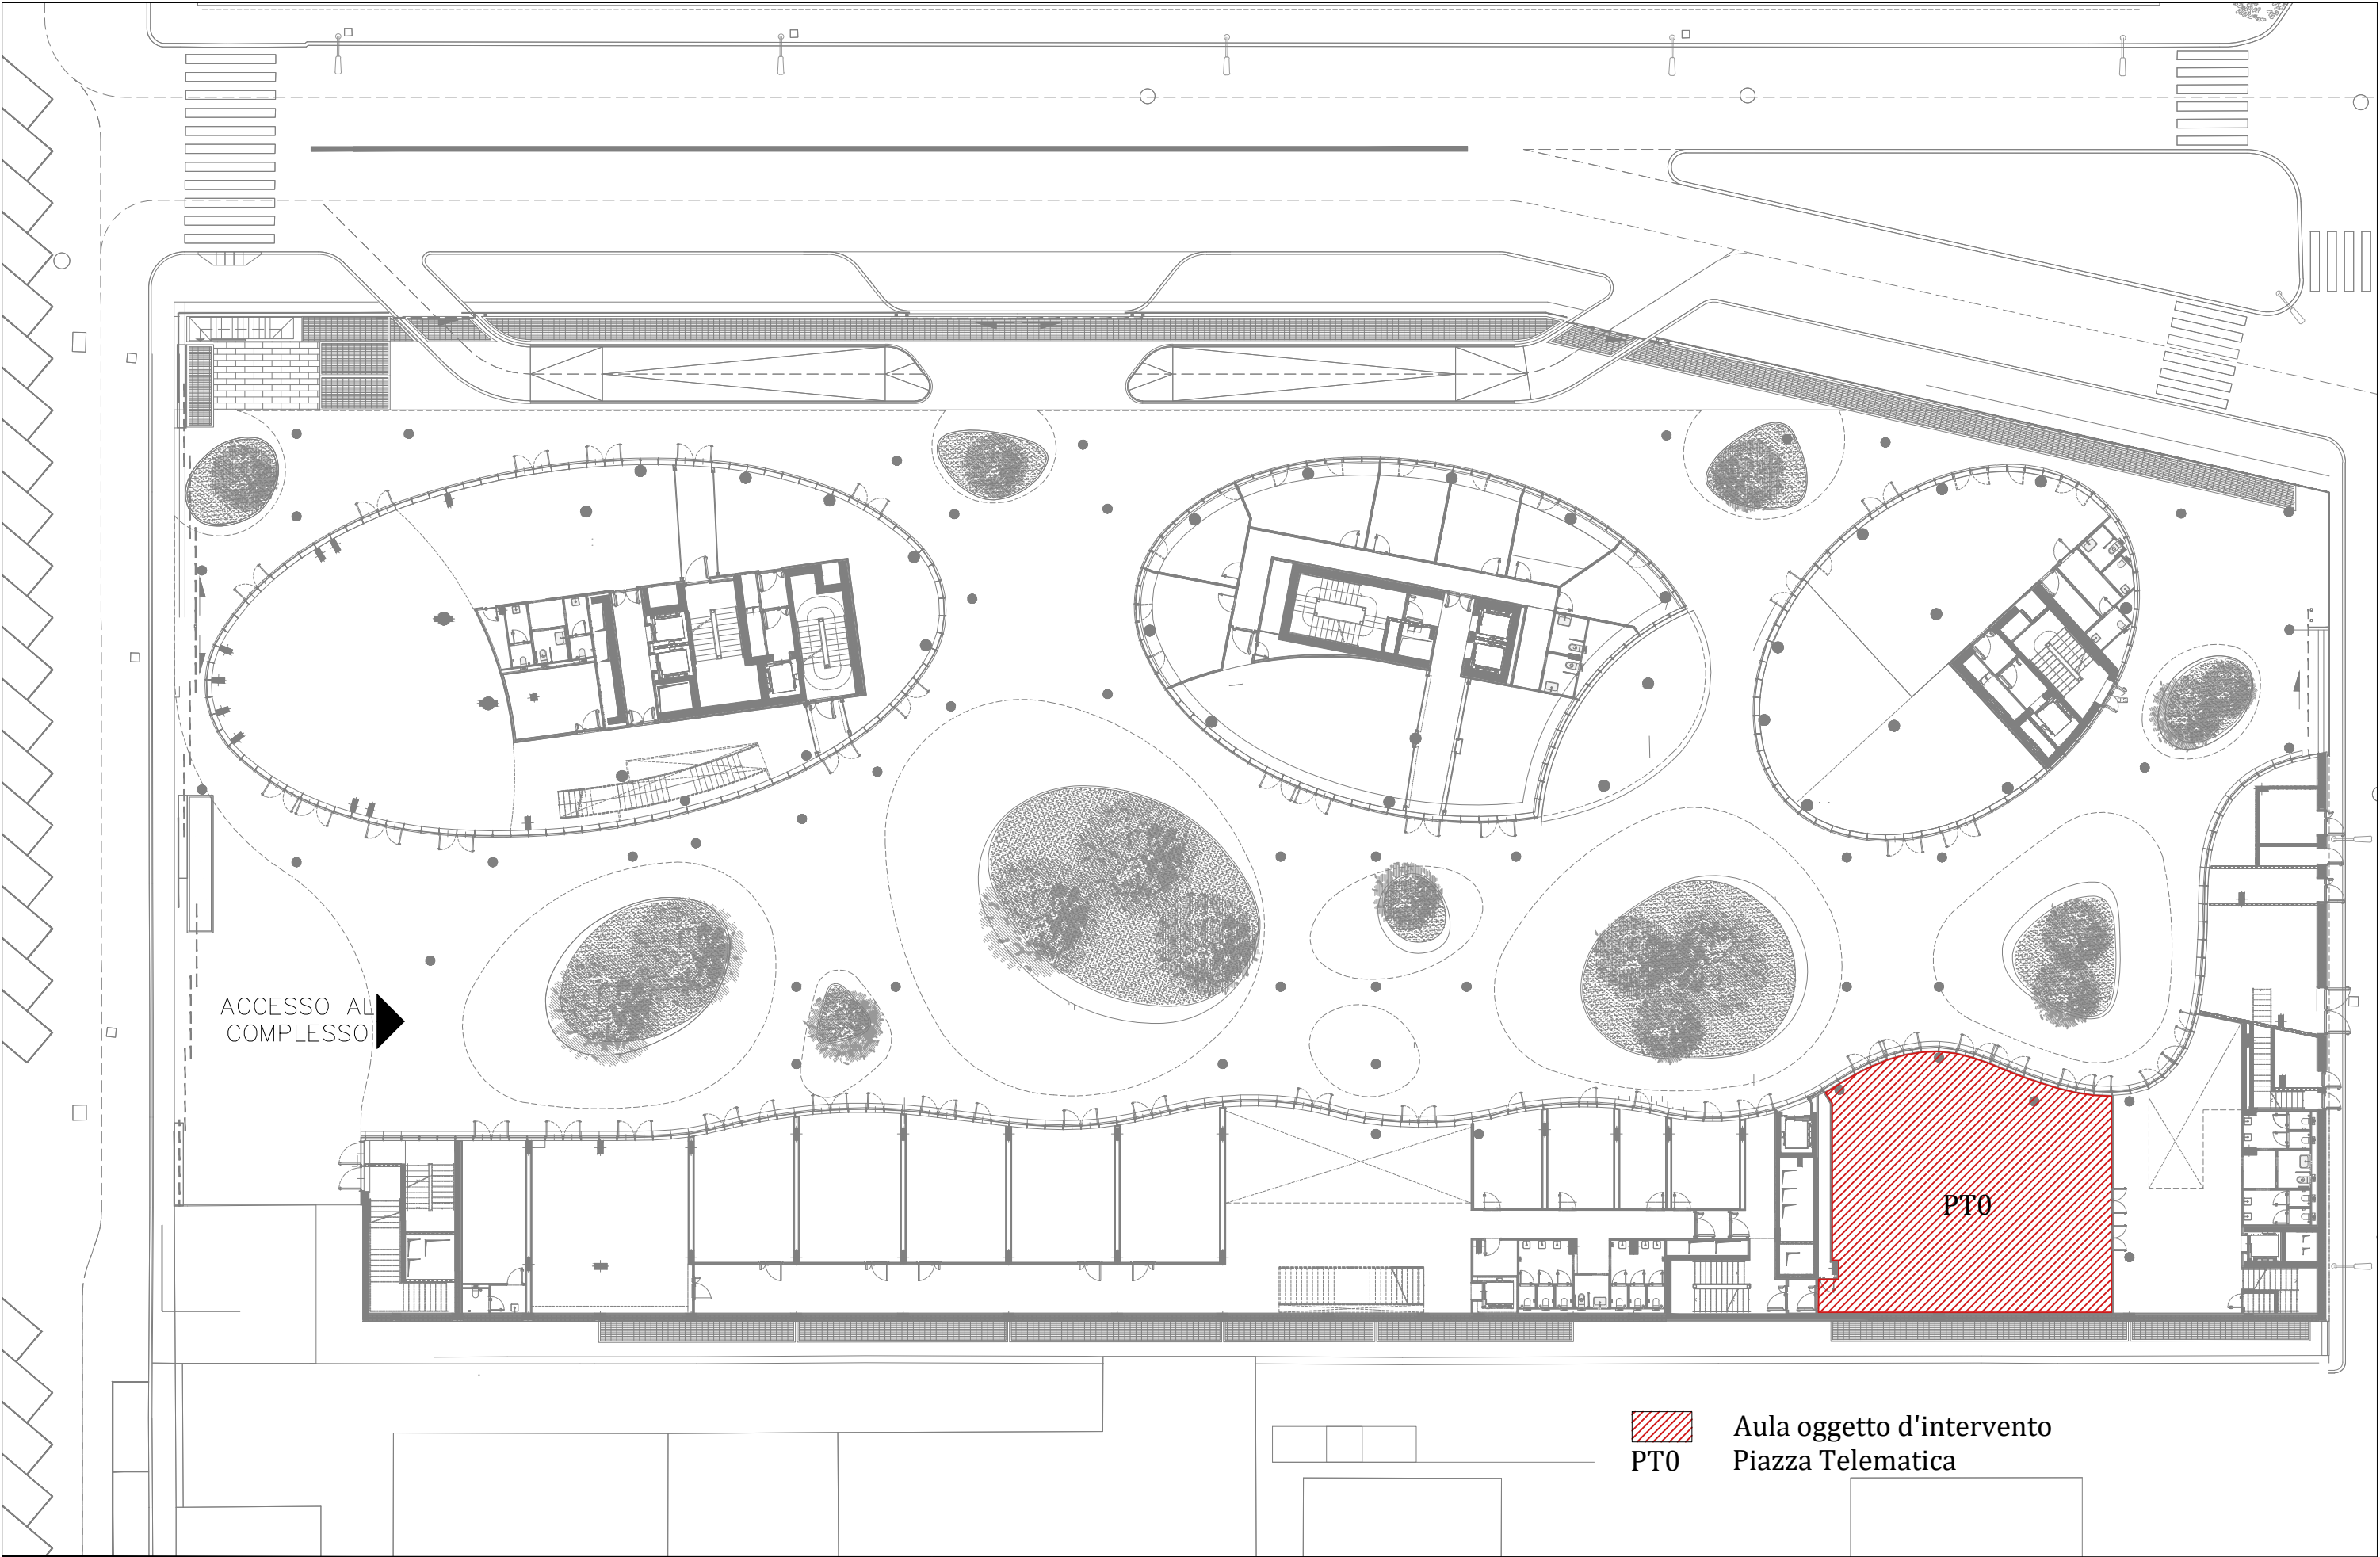 ACCESSO AL
COMPLESSO
PT0
Aula oggetto d'intervento
PT0 Piazza Telematica